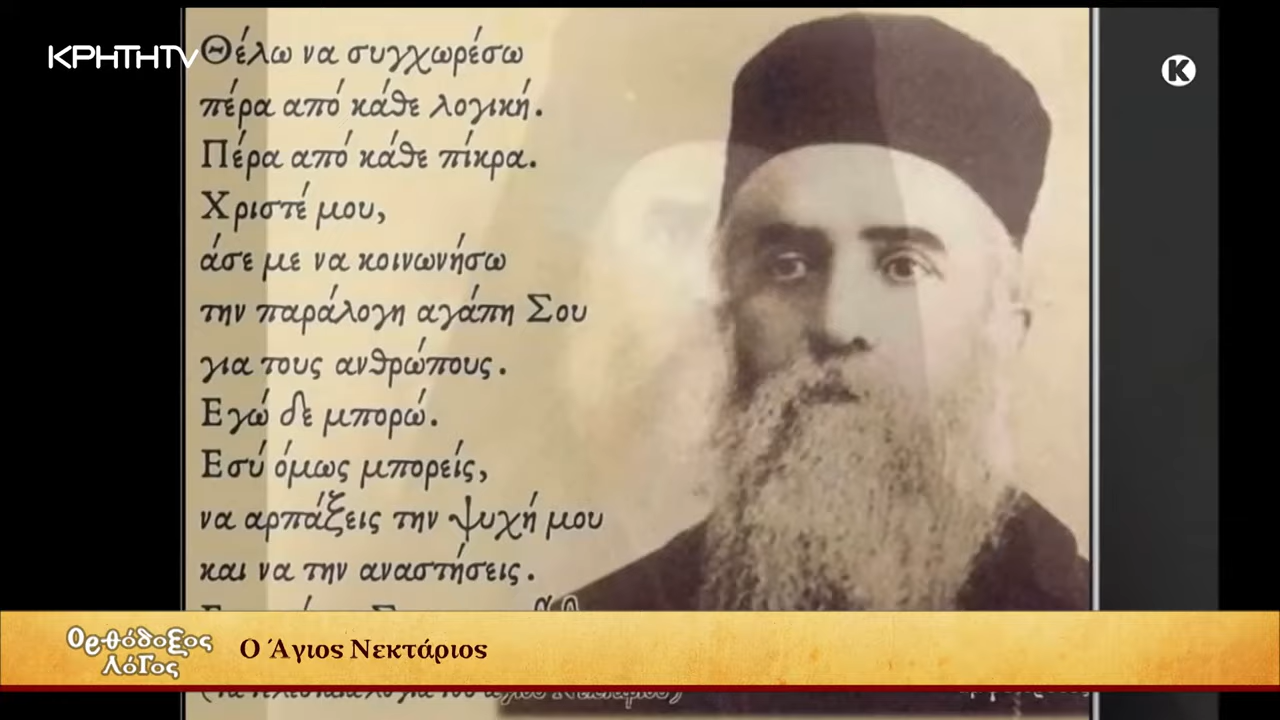 ΚΡΗΤΗTV
K
Θέλω να συγχωρέσω
πέρα από κάθε λογική.
Πέρα από κάθε πίκρα.
Χριστέ μου,
άσε με να κοινωνήσω
την παράλογη αγάπη Σου
για τους ανθρώπους.
Εγώ δε μπορώ.
Εσύ όμως μπορείς,
να αρπάξεις την ψυχή μου
και να την αναστήσεις.
Ορθόδοξος
Λόγος
Ο Άγιος Νεκτάριος